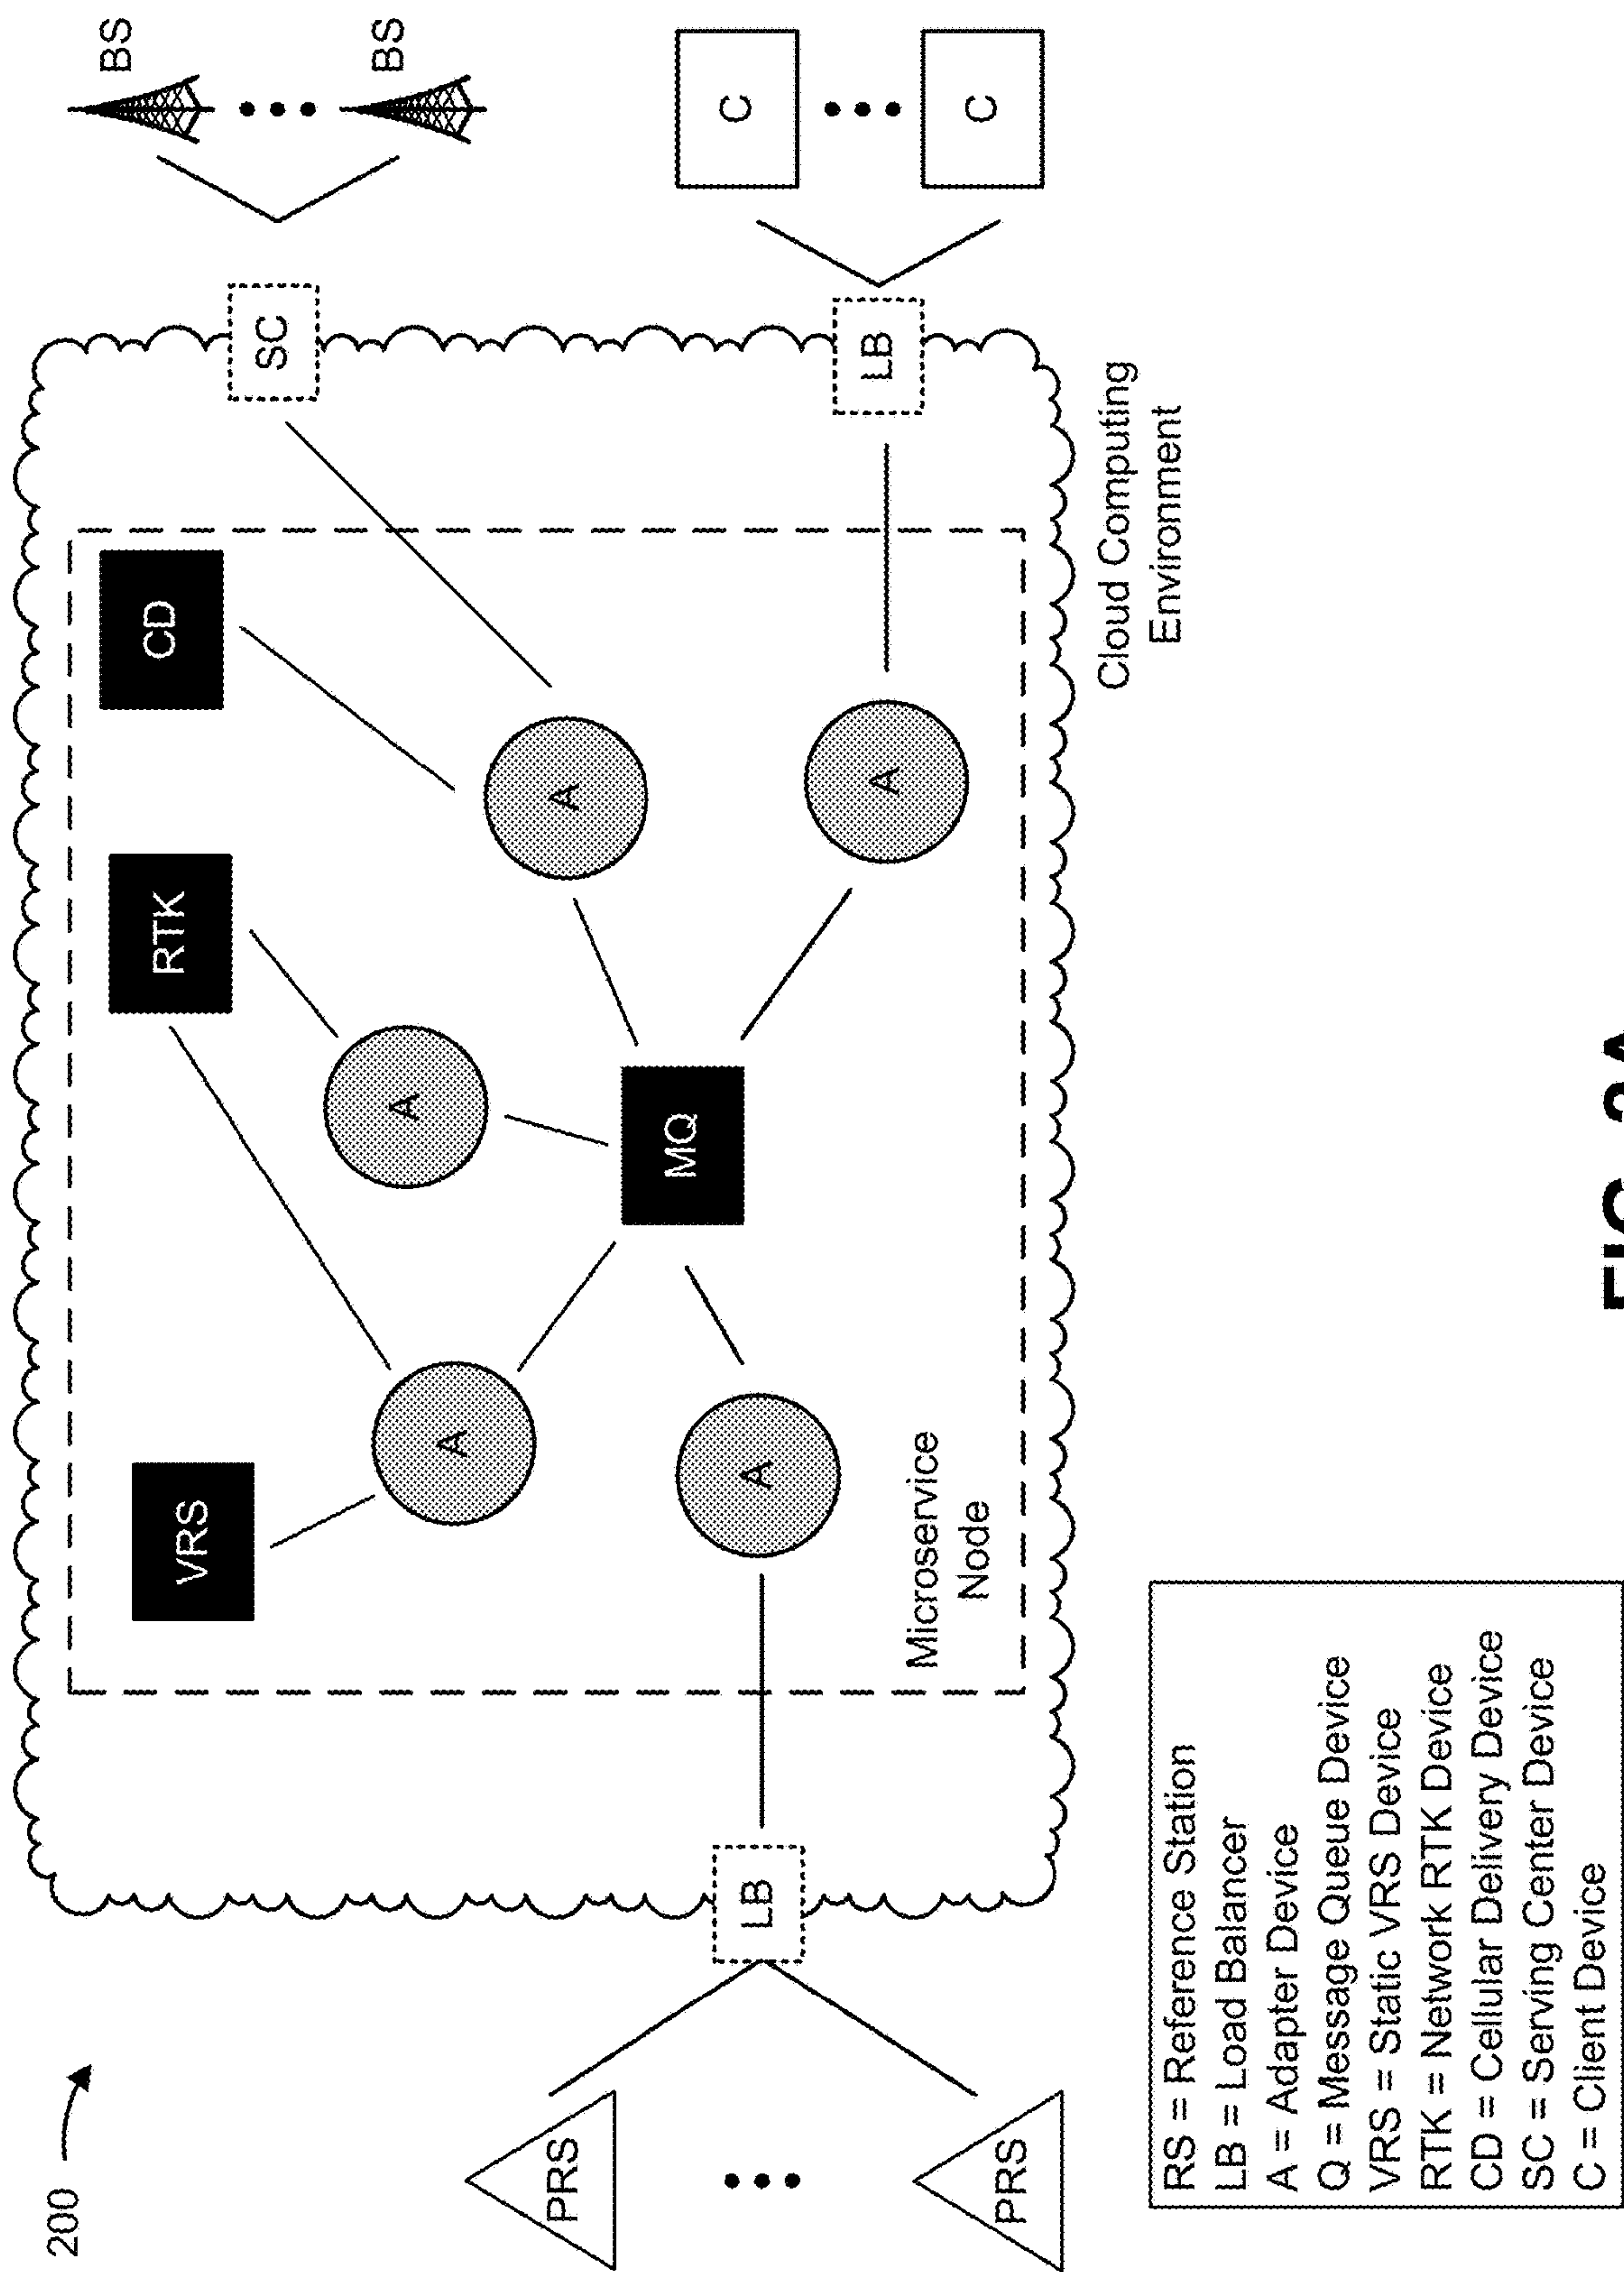 200
BS
BS
SC
CD
RTK
VRS
A
A
A
MQ
A
A
LB
LB
C
C
PRS
PRS
Microservice
Node
Cloud Computing
Environment
RS = Reference Station
LB = Load Balancer
A = Adapter Device
Q = Message Queue Device
VRS = Static VRS Device
RTK = Network RTK Device
CD = Cellular Delivery Device
SC = Serving Center Device
C = Client Device